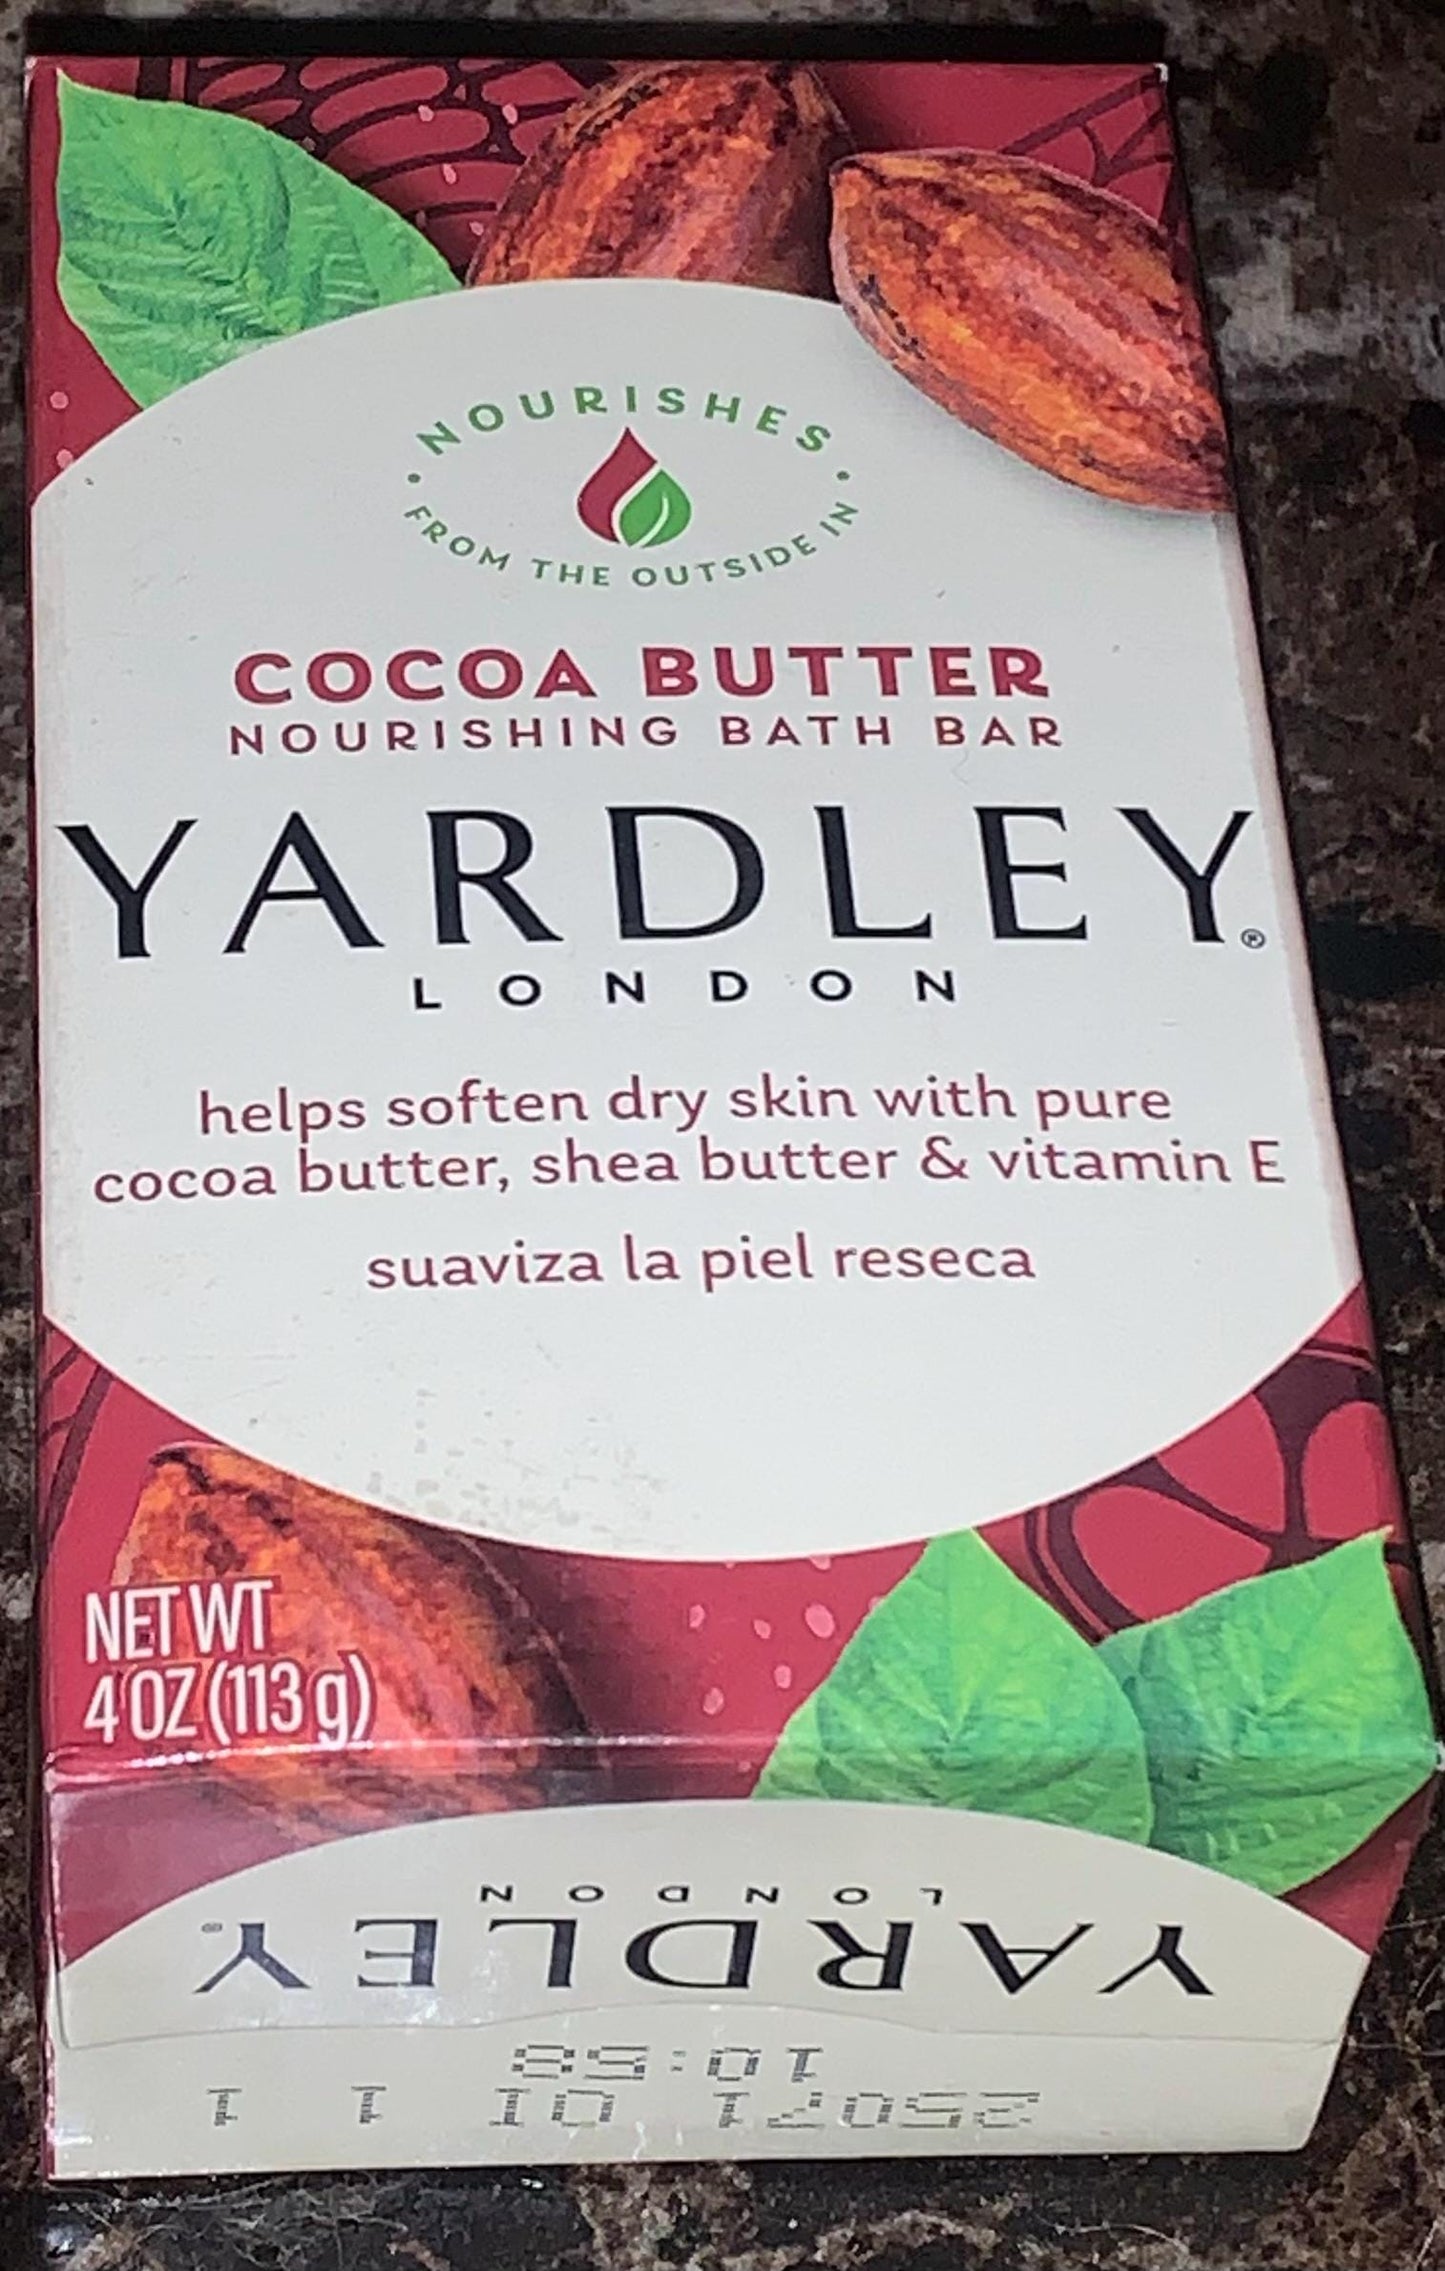 NOURISHES
FROM THE OUTSIDE IN
COCOA BUTTER
NOURISHING BATH BAR
YARDLEY®
LONDON
helps soften dry skin with pure
cocoa butter, shea butter & vitamin E
suaviza la piel reseca
NET WT
4 OZ (113 g)
YARDLEY®
LONDON